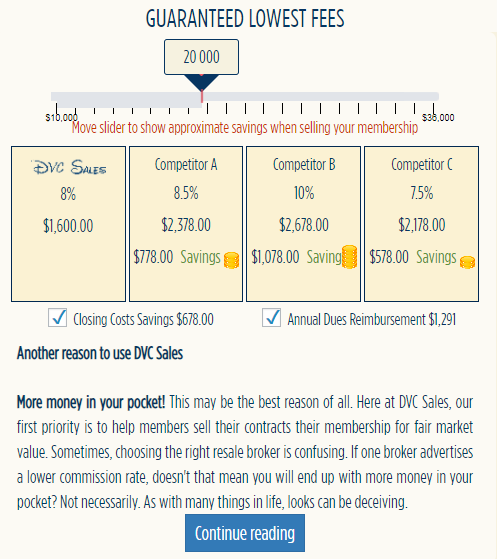 GUARANTEED LOWEST FEES
20 000
$10,000
$36,000
Move slider to show approximate savings when selling your membership
DVC SALES
8%
$1,600.00
Competitor A
8.5%
$2,378.00
$778.00 Savings
Competitor B
10%
$2,678.00
$1,078.00 Saving
Competitor C
7.5%
$2,178.00
$578.00 Savings
Closing Costs Savings $678.00
Annual Dues Reimbursement $1,291
Another reason to use DVC Sales
More money in your pocket! This may be the best reason of all. Here at DVC Sales, our
first priority is to help members sell their contracts their membership for fair market
value. Sometimes, choosing the right resale broker is confusing. If one broker advertises
a lower commission rate, doesn't that mean you will end up with more money in your
pocket? Not necessarily. As with many things in life, looks can be deceiving.
Continue reading